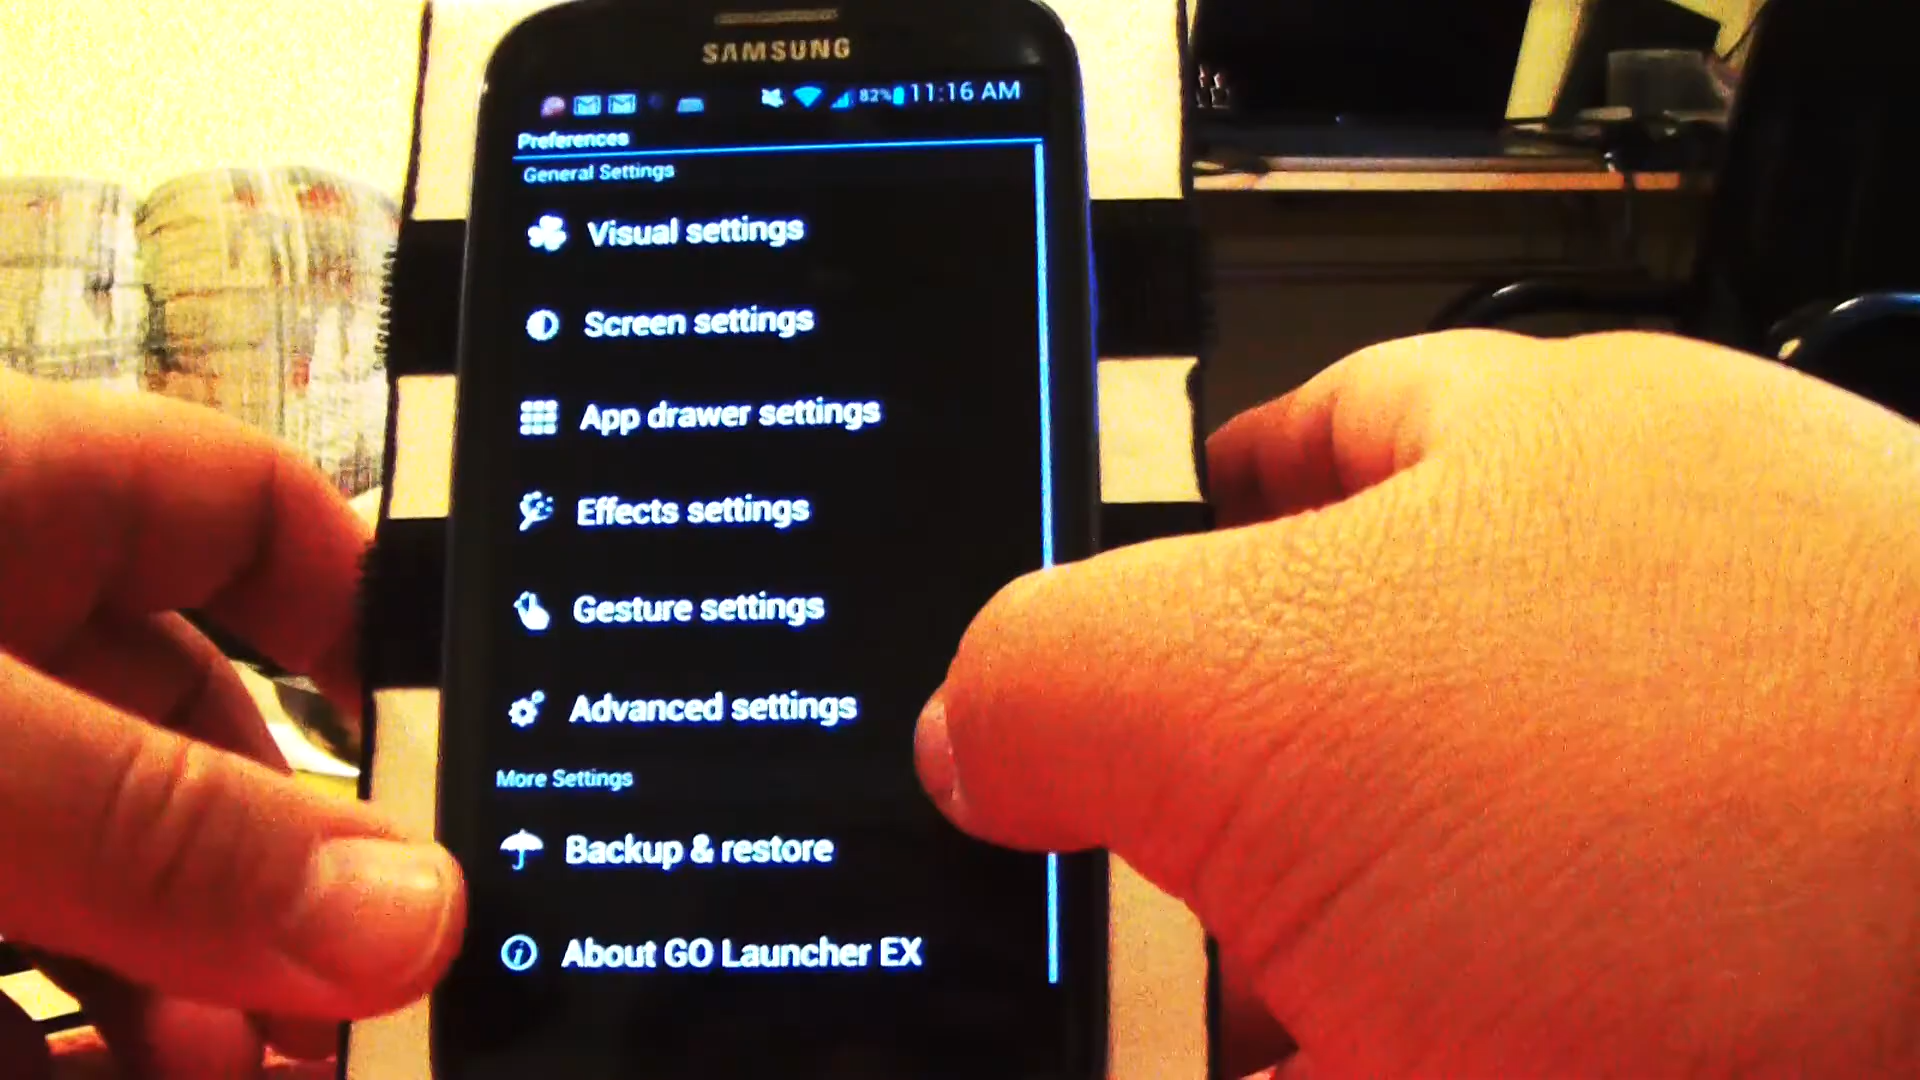 SAMSUNG
82% 11:16 AM
Preferences
General Settings
Visual settings
Screen settings
App drawer settings
Effects settings
Gesture settings
Advanced settings
More Settings
Backup & restore
About GO Launcher EX